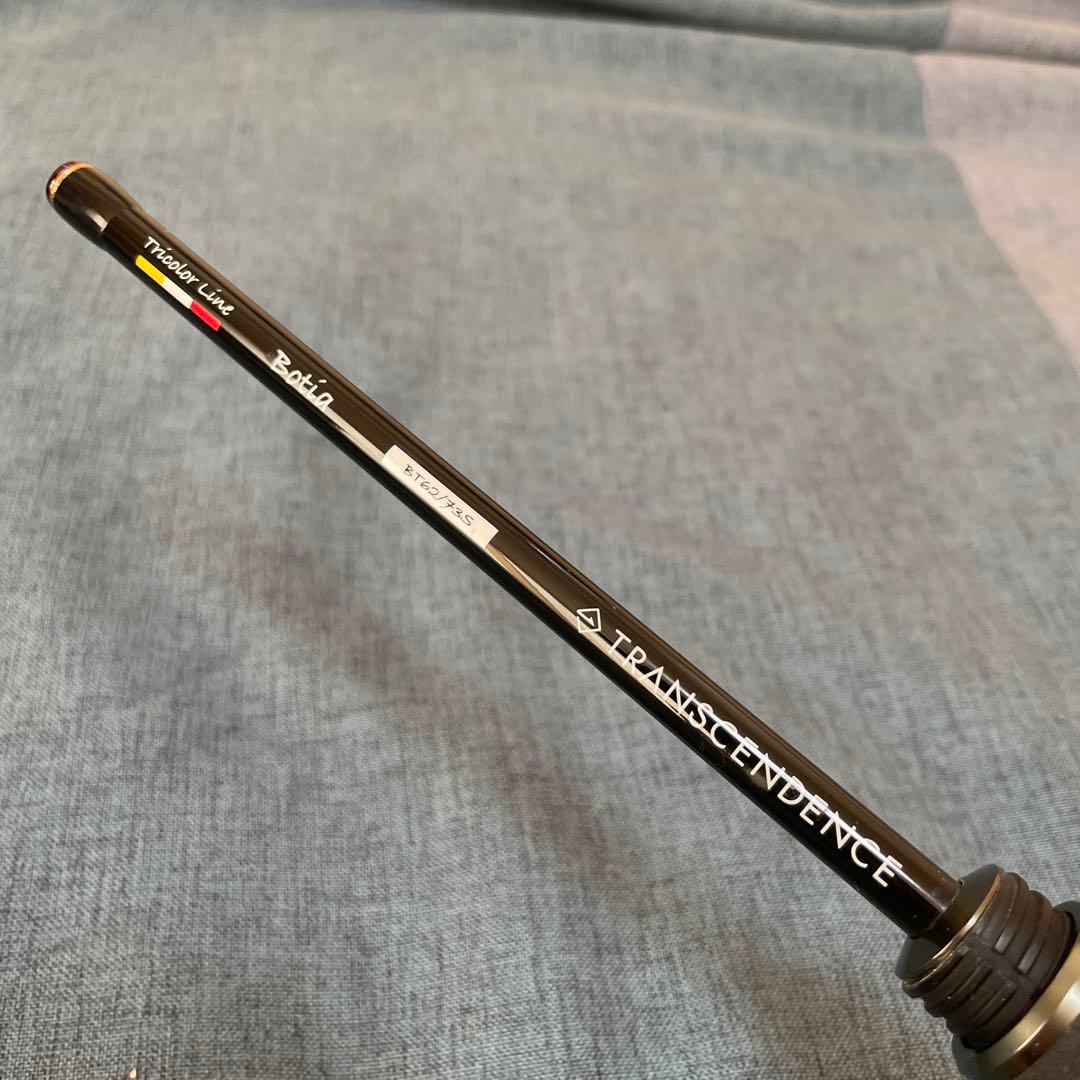 Tricolor Line
Botia
BT62/73S
TRANSCENDENCE